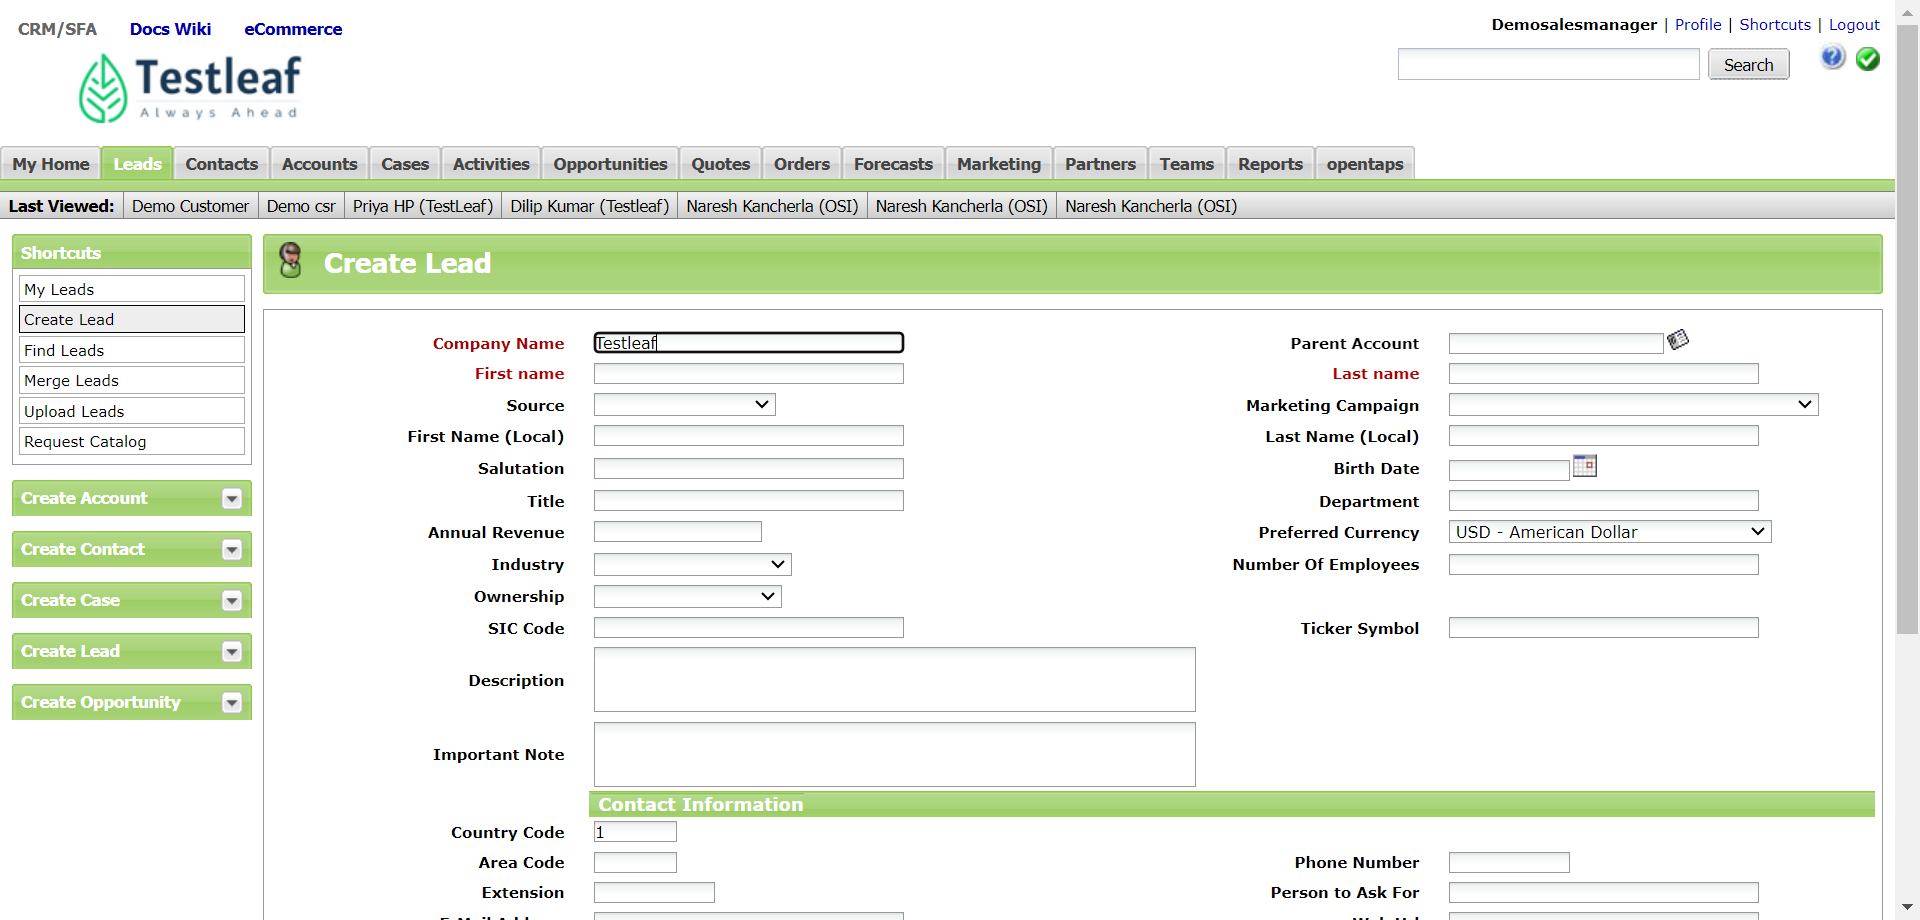 CRM/SFA Docs Wiki eCommerce
Demosalesmanager | Profile | Shortcuts | Logout
Search
Testleaf
Always Ahead
My Home Leads Contacts Accounts Cases Activities Opportunities Quotes Orders Forecasts Marketing Partners Teams Reports opentaps
Last Viewed: Demo Customer Demo csr Priya HP (TestLeaf) Dilip Kumar (Testleaf) Naresh Kancherla (OSI) Naresh Kancherla (OSI) Naresh Kancherla (OSI)
Shortcuts
My Leads
Create Lead
Find Leads
Merge Leads
Upload Leads
Request Catalog
Create Account
Create Contact
Create Case
Create Lead
Create Opportunity
Create Lead
Company Name Testleaf Parent Account
First name Last name
Source Marketing Campaign
First Name (Local) Last Name (Local)
Salutation Birth Date
Title Department
Annual Revenue Preferred Currency USD - American Dollar
Industry Number Of Employees
Ownership
SIC Code Ticker Symbol
Description
Important Note
Contact Information
Country Code 1
Area Code Phone Number
Extension Person to Ask For